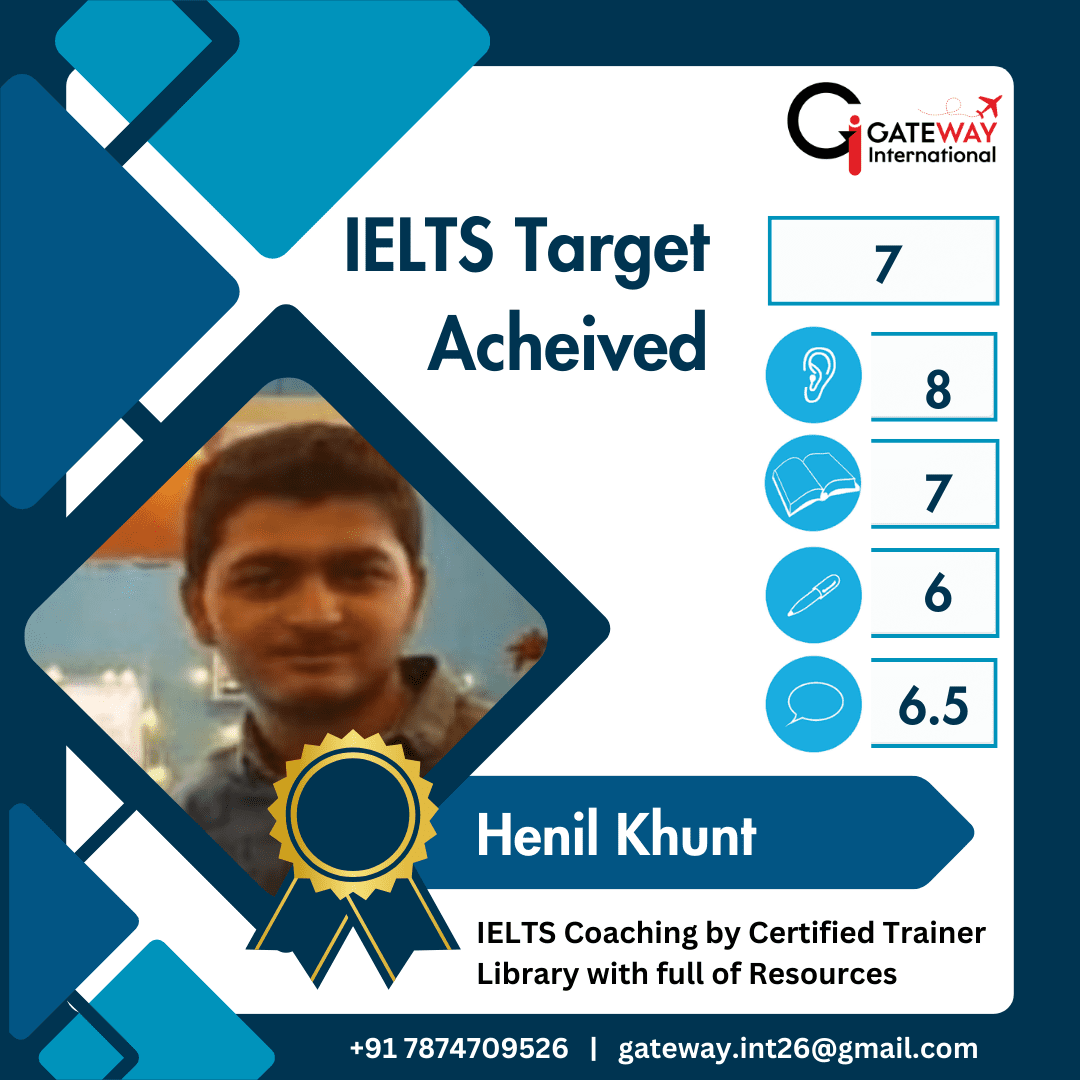 GATEWAY
International
IELTS Target
Acheived
7
8
7
6
6.5
Henil Khunt
IELTS Coaching by Certified Trainer
Library with full of Resources
+91 7874709526 | gateway.int26@gmail.com